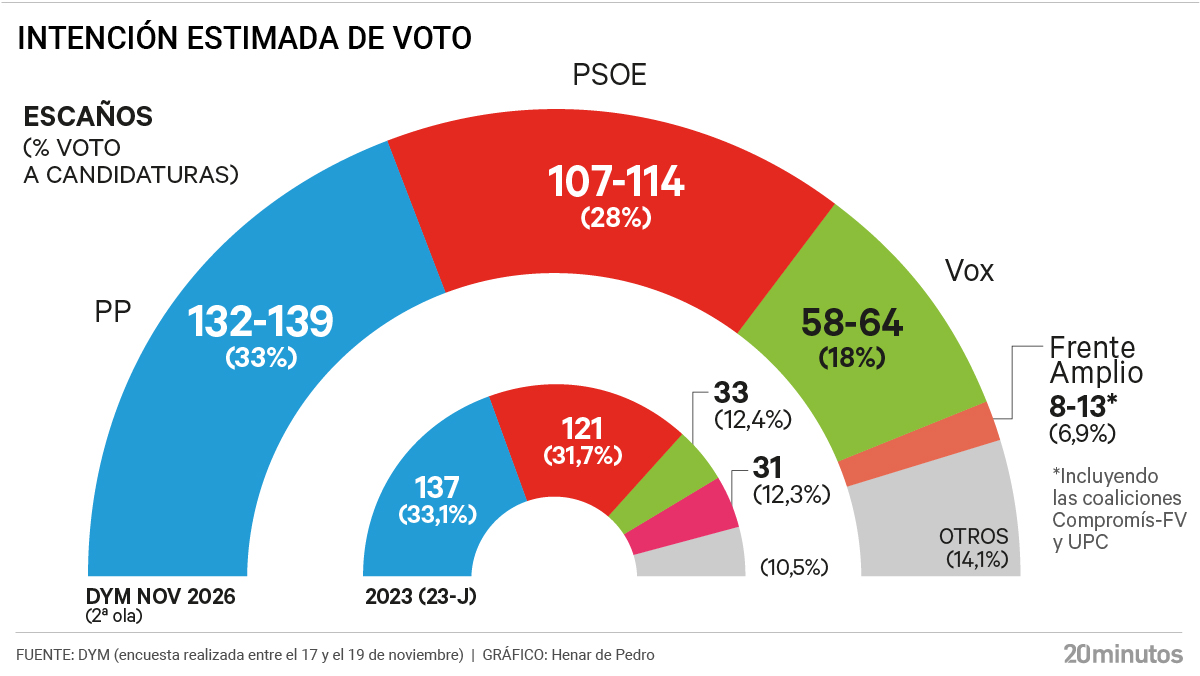 INTENCIÓN ESTIMADA DE VOTO
ESCAÑOS
(% VOTO
A CANDIDATURAS)
PSOE
107-114
(28%)
PP
132-139
(33%)
Vox
58-64
(18%)
Frente
Amplio
8-13*
(6,9%)
*Incluyendo
las coaliciones
Compromís-FV
y UPC
OTROS
(14,1%)
137
(33,1%)
121
(31,7%)
33
(12,4%)
31
(12,3%)
(10,5%)
DYM NOV 2026
(2ª ola)
2023 (23-J)
FUENTE: DYM (encuesta realizada entre el 17 y el 19 de noviembre) | GRÁFICO: Henar de Pedro
20minutos